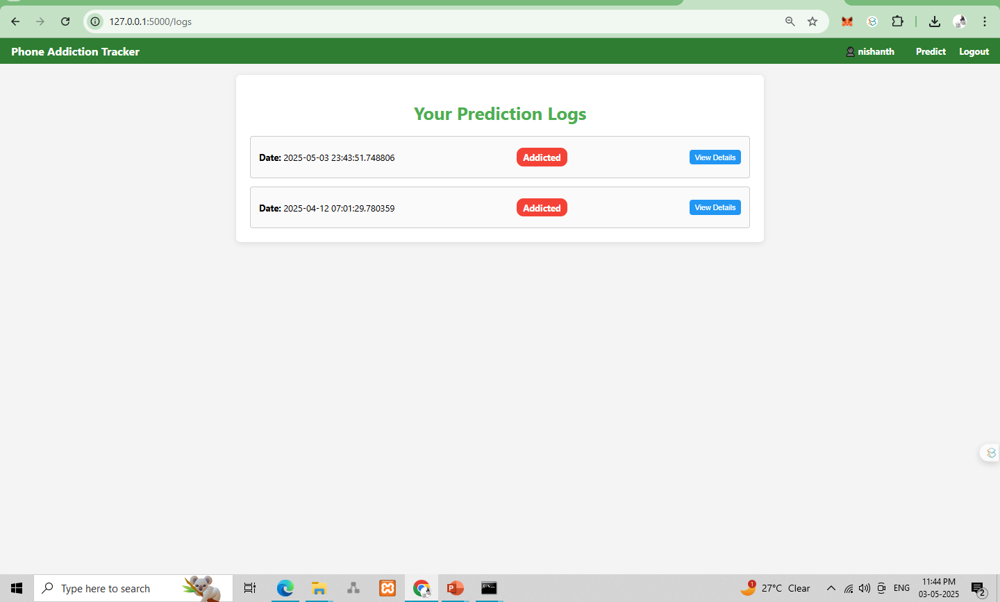 127.0.0.1:5000/logs
Phone Addiction Tracker
nishanth Predict Logout
Your Prediction Logs
Date: 2025-05-03 23:43:51.748806 Addicted View Details
Date: 2025-04-12 07:01:29.780359 Addicted View Details
Type here to search
1
27°C Clear
ENG
11:44 PM
03-05-2025
2